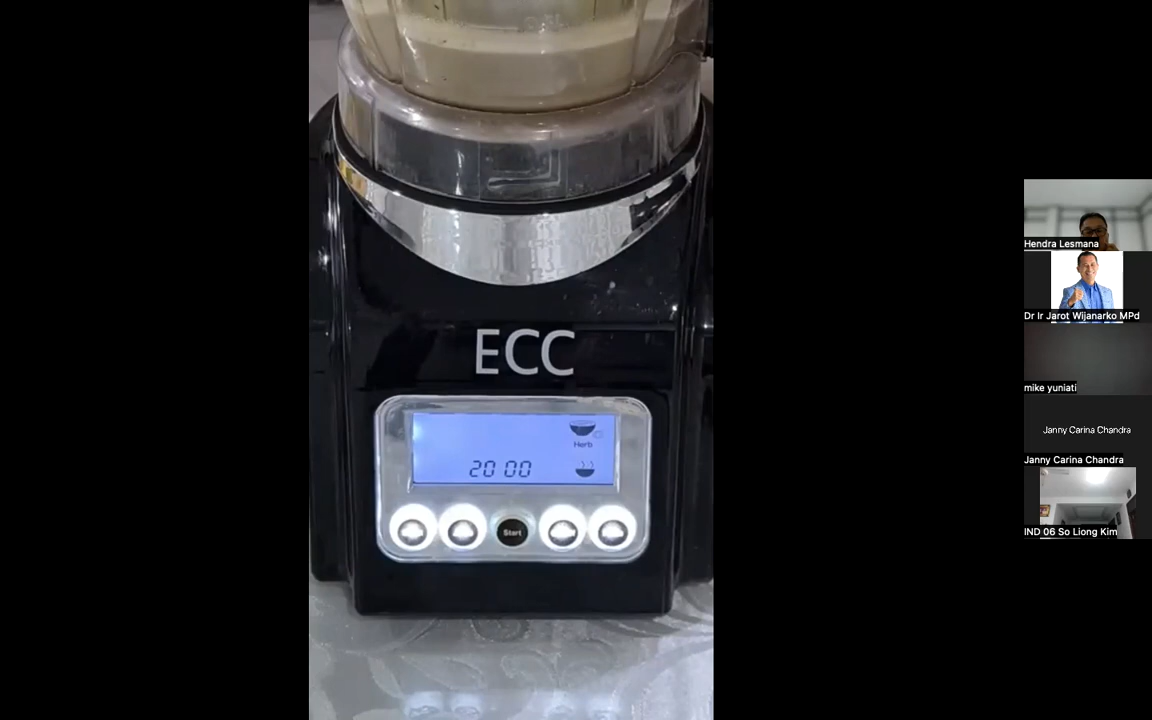 ECC
Herb
20 00
Start
Hendra Lesmana
Dr Ir Jarot Wijanarko MPd
mike yuniati
Janny Carina Chandra
Janny Carina Chandra
IND 06 So Liong Kim